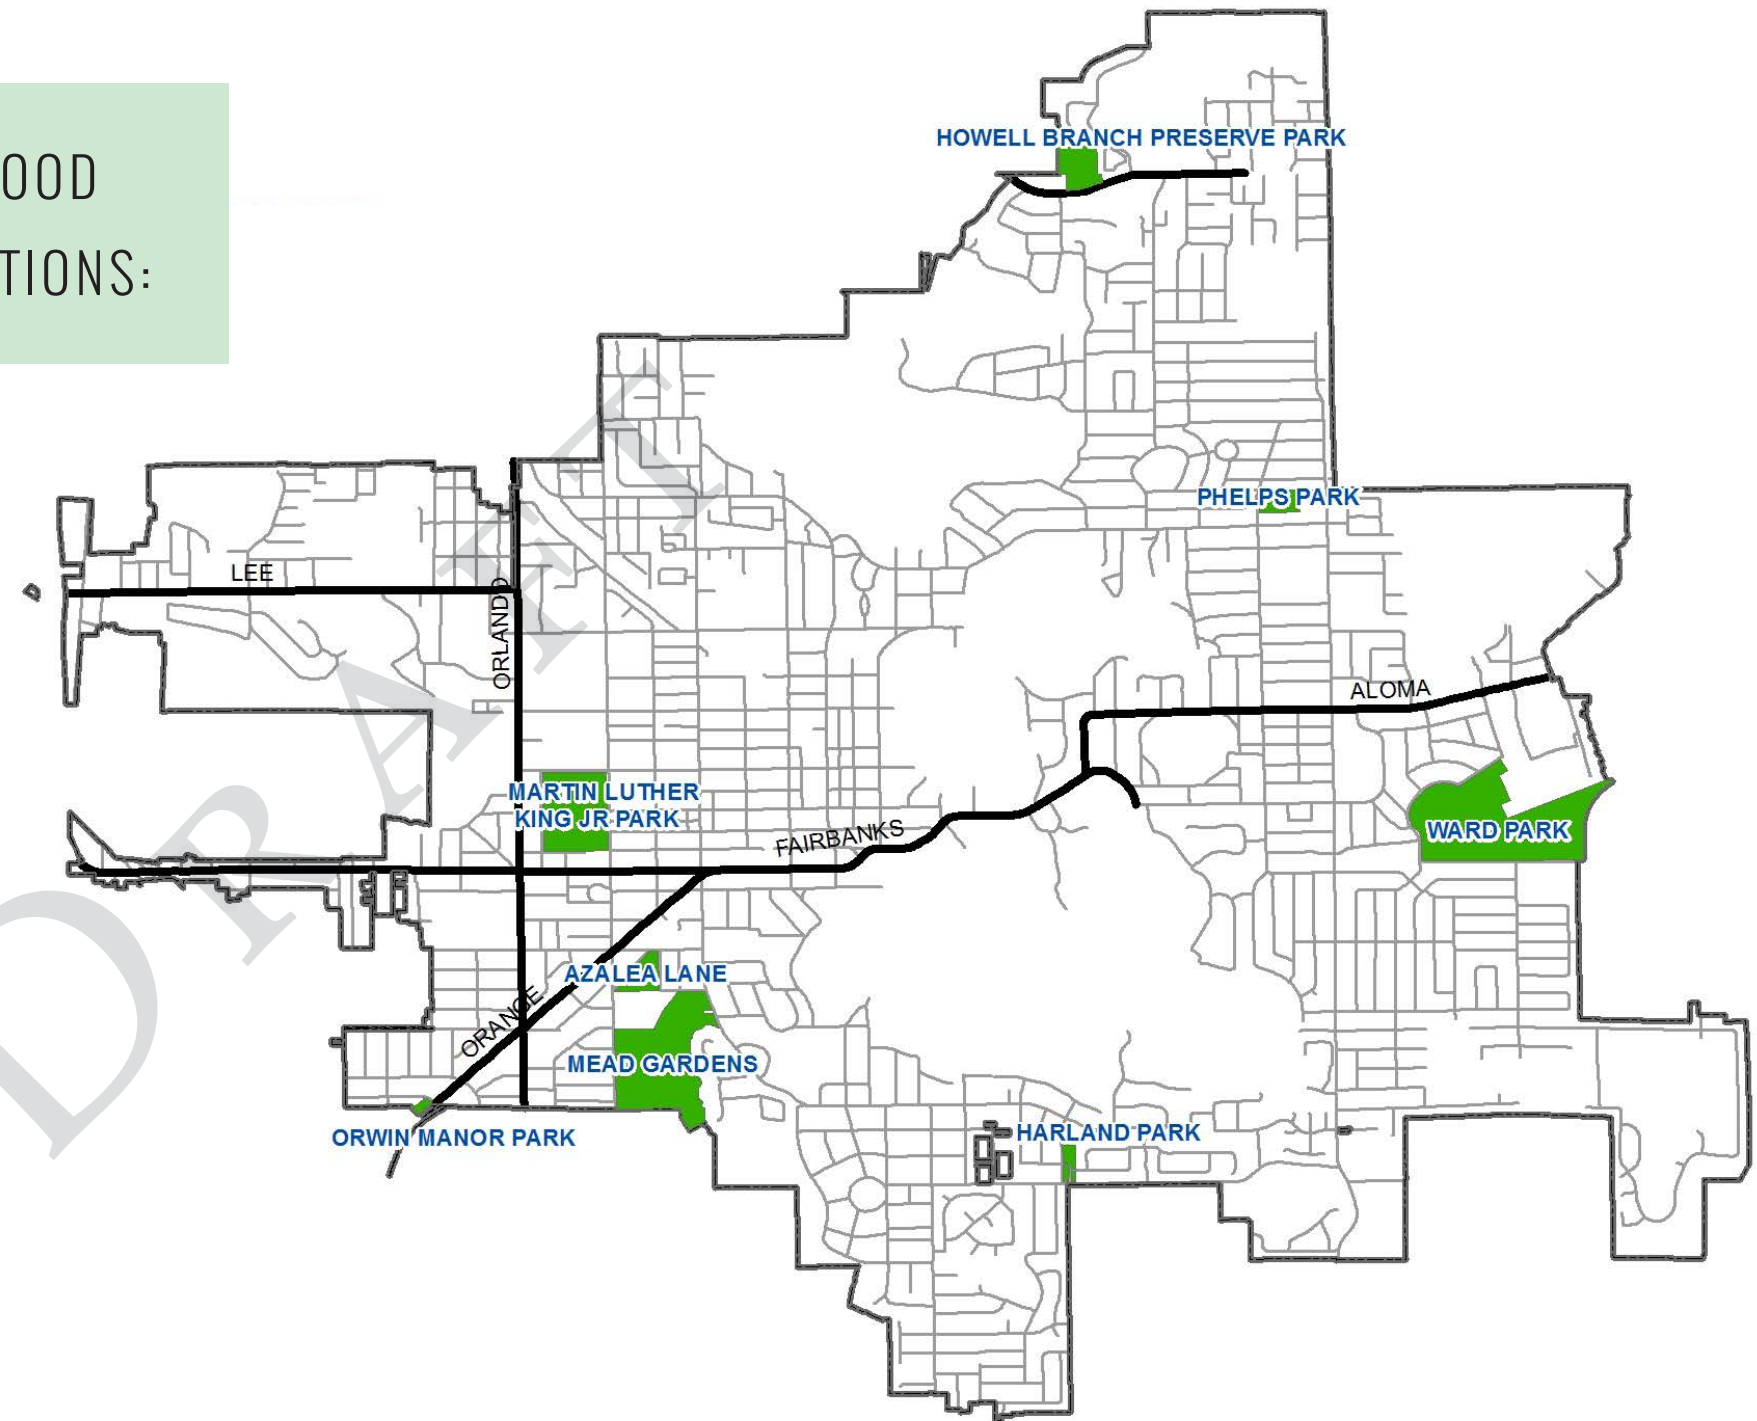 OOD
TIONS:
HOWELL BRANCH PRESERVE PARK
PHELPS PARK
LEE
ORLANDO
ALOMA
MARTIN LUTHER
KING JR PARK
FAIRBANKS
WARD PARK
AZALEA LANE
ORANGE
MEAD GARDENS
ORWIN MANOR PARK
HARLAND PARK
DRAFT